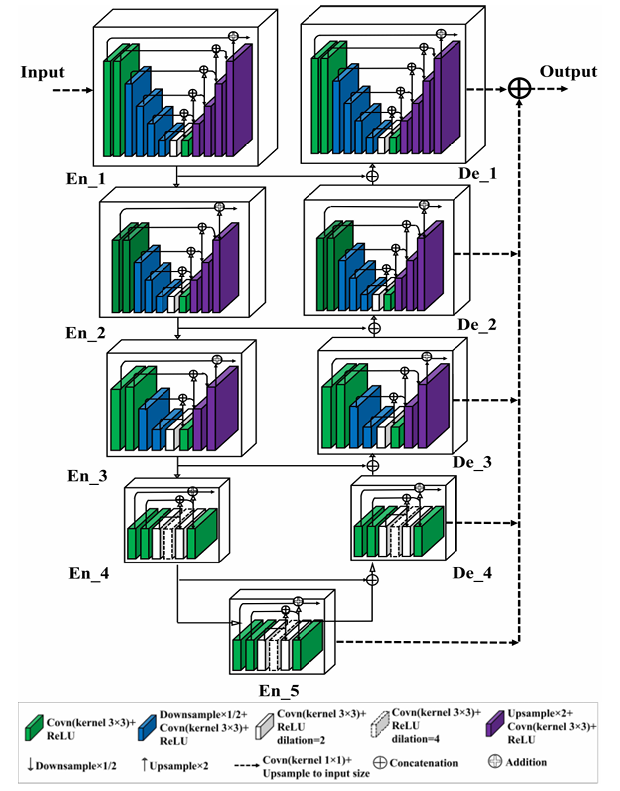 Input
Output
En_1
De_1
En_2
De_2
En_3
De_3
En_4
De_4
En_5
Covn(kernel 3×3)+
ReLU
Downsample×1/2+
Covn(kernel 3×3)+
ReLU
Covn(kernel 3×3)+
ReLU
dilation=2
Covn(kernel 3×3)+
ReLU
dilation=4
Upsample×2+
Covn(kernel 3×3)+
ReLU
Downsample×1/2
Upsample×2
Covn(kernel 1×1)+
Upsample to input size
Concatenation
Addition